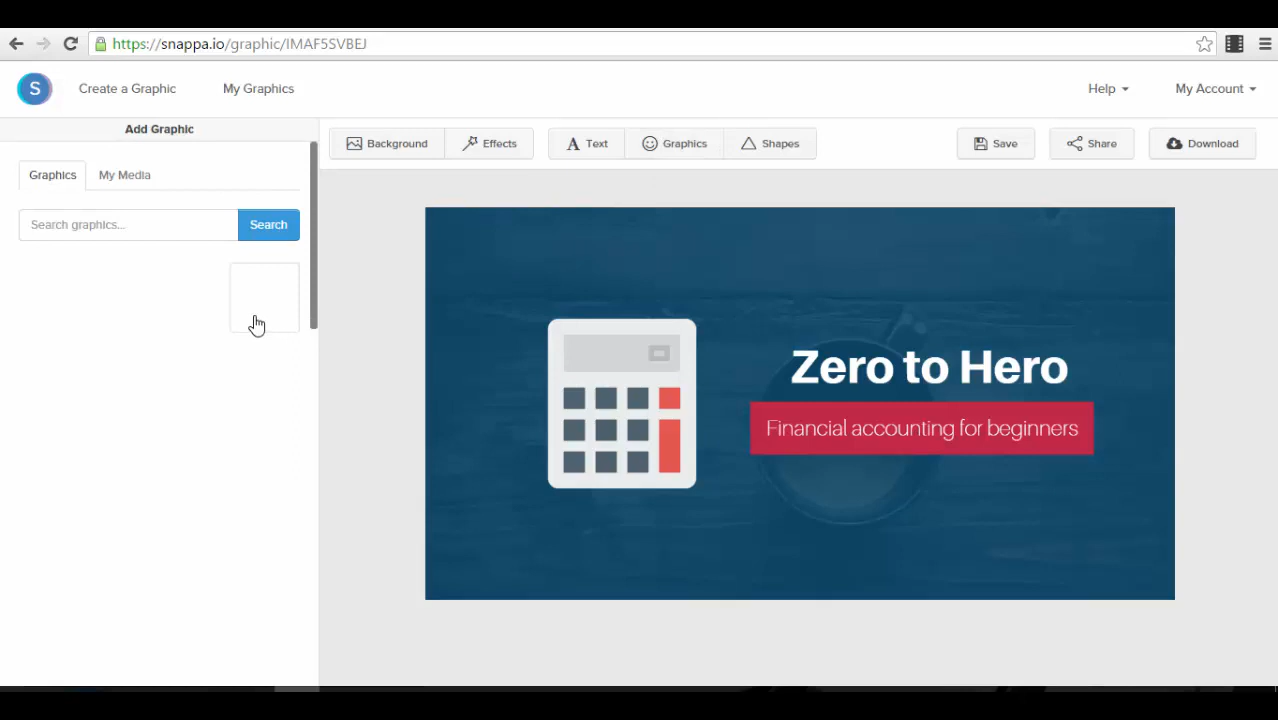 https://snappa.io/graphic/IMAF5SVBEJ
S Create a Graphic My Graphics Help My Account
Add Graphic
Background Effects Text Graphics Shapes Save Share Download
Graphics My Media
Search graphics... Search
Zero to Hero
Financial accounting for beginners